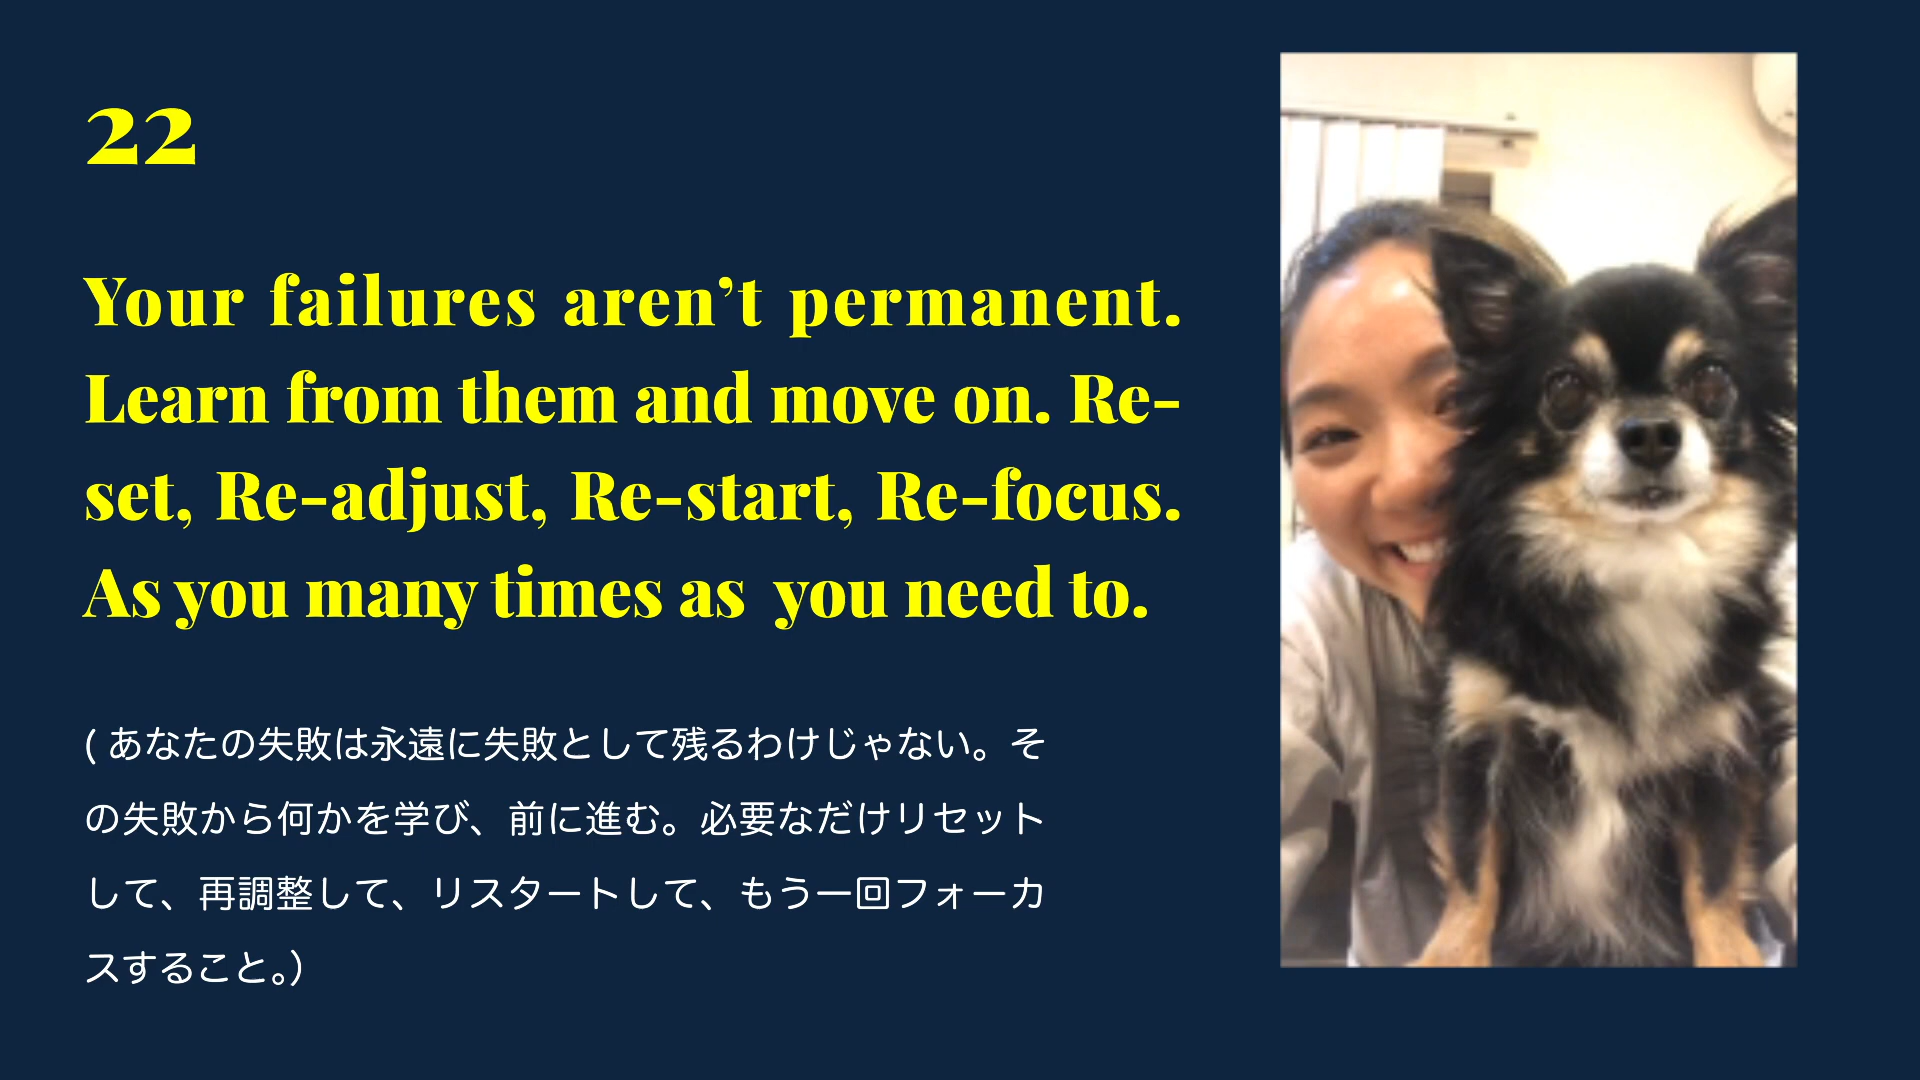 22
Your failures aren’t permanent.
Learn from them and move on. Re-
set, Re-adjust, Re-start, Re-focus.
As you many times as  you need to.
( あなたの失敗は永遠に失敗として残るわけじゃない。そ
の失敗から何かを学び、前に進む。必要なだけリセット
して、再調整して、リスタートして、もう一回フォーカ
スすること。）